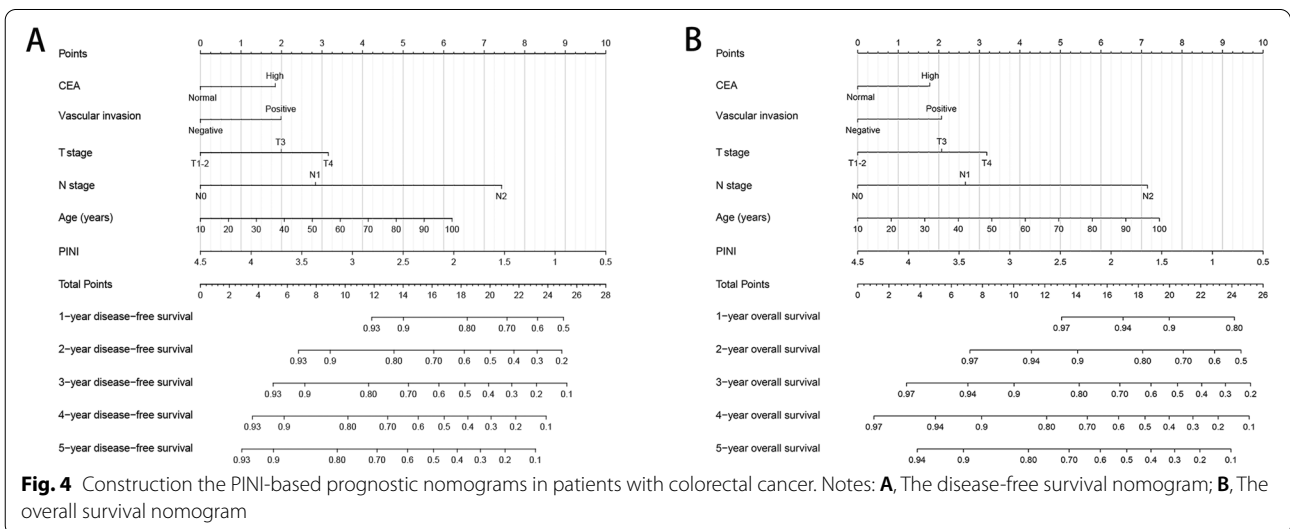 A
Points
0 1 2 3 4 5 6 7 8 9 10
CEA
High
Normal
Vascular invasion
Positive
Negative
T stage
T3
T1-2
T4
N stage
N1
N0
N2
Age (years)
10 20 30 40 50 60 70 80 90 100
PINI
4.5 4 3.5 3 2.5 2 1.5 1 0.5
Total Points
0 2 4 6 8 10 12 14 16 18 20 22 24 26 28
1−year disease−free survival
0.93 0.9 0.80 0.70 0.6 0.5
2−year disease−free survival
0.93 0.9 0.80 0.70 0.6 0.5 0.4 0.3 0.2
3−year disease−free survival
0.93 0.9 0.80 0.70 0.6 0.5 0.4 0.3 0.2 0.1
4−year disease−free survival
0.93 0.9 0.80 0.70 0.6 0.5 0.4 0.3 0.2 0.1
5−year disease−free survival
0.93 0.9 0.80 0.70 0.6 0.5 0.4 0.3 0.2 0.1
B
Points
0 1 2 3 4 5 6 7 8 9 10
CEA
High
Normal
Vascular invasion
Positive
Negative
T stage
T3
T1-2
T4
N stage
N1
N0
N2
Age (years)
10 20 30 40 50 60 70 80 90 100
PINI
4.5 4 3.5 3 2.5 2 1.5 1 0.5
Total Points
0 2 4 6 8 10 12 14 16 18 20 22 24 26
1−year overall survival
0.97 0.94 0.9 0.80
2−year overall survival
0.97 0.94 0.9 0.80 0.70 0.6 0.5
3−year overall survival
0.97 0.94 0.9 0.80 0.70 0.6 0.5 0.4 0.3 0.2
4−year overall survival
0.97 0.94 0.9 0.80 0.70 0.6 0.5 0.4 0.3 0.2 0.1
5−year overall survival
0.94 0.9 0.80 0.70 0.6 0.5 0.4 0.3 0.2 0.1
Fig. 4 Construction the PINI-based prognostic nomograms in patients with colorectal cancer. Notes: A, The disease-free survival nomogram; B, The
overall survival nomogram